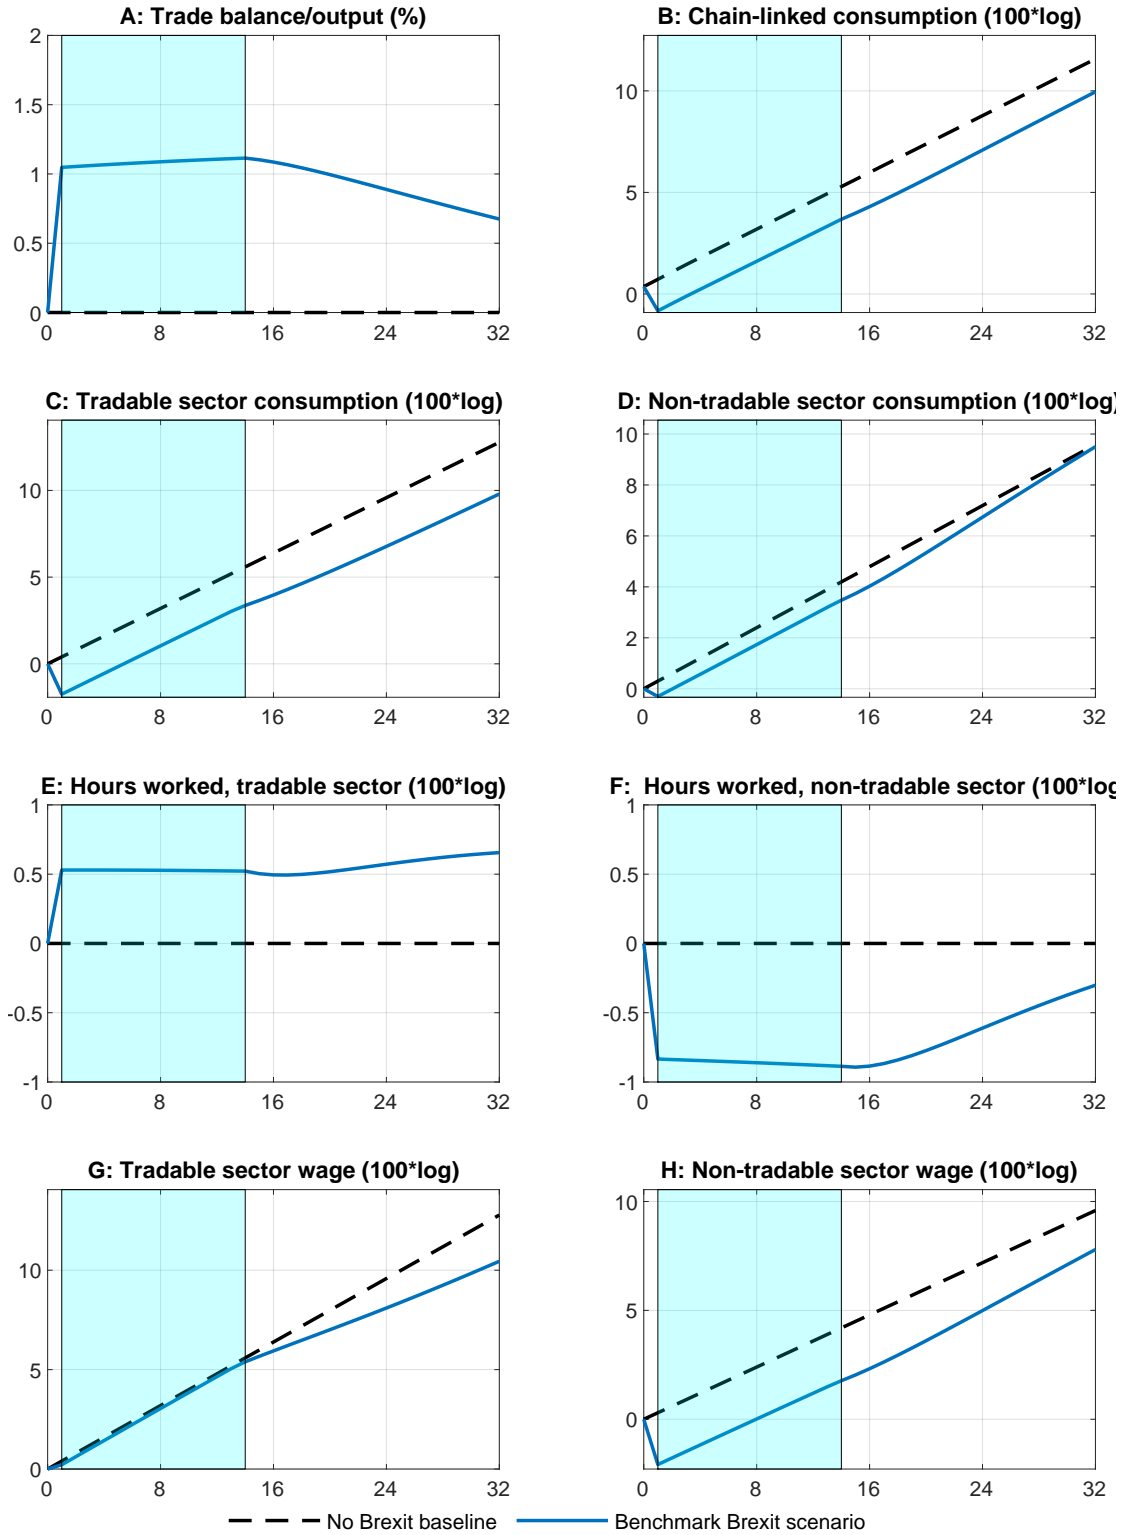 A: Trade balance/output (%)
2
1.5
1
0.5
0
0 8 16 24 32
B: Chain-linked consumption (100*log)
10
5
0
0 8 16 24 32
C: Tradable sector consumption (100*log)
10
5
0
0 8 16 24 32
D: Non-tradable sector consumption (100*log)
10
8
6
4
2
0
0 8 16 24 32
E: Hours worked, tradable sector (100*log)
1
0.5
0
-0.5
-1
0 8 16 24 32
F: Hours worked, non-tradable sector (100*log
1
0.5
0
-0.5
-1
0 8 16 24 32
G: Tradable sector wage (100*log)
10
5
0
0 8 16 24 32
H: Non-tradable sector wage (100*log)
10
5
0
0 8 16 24 32
No Brexit baseline
Benchmark Brexit scenario